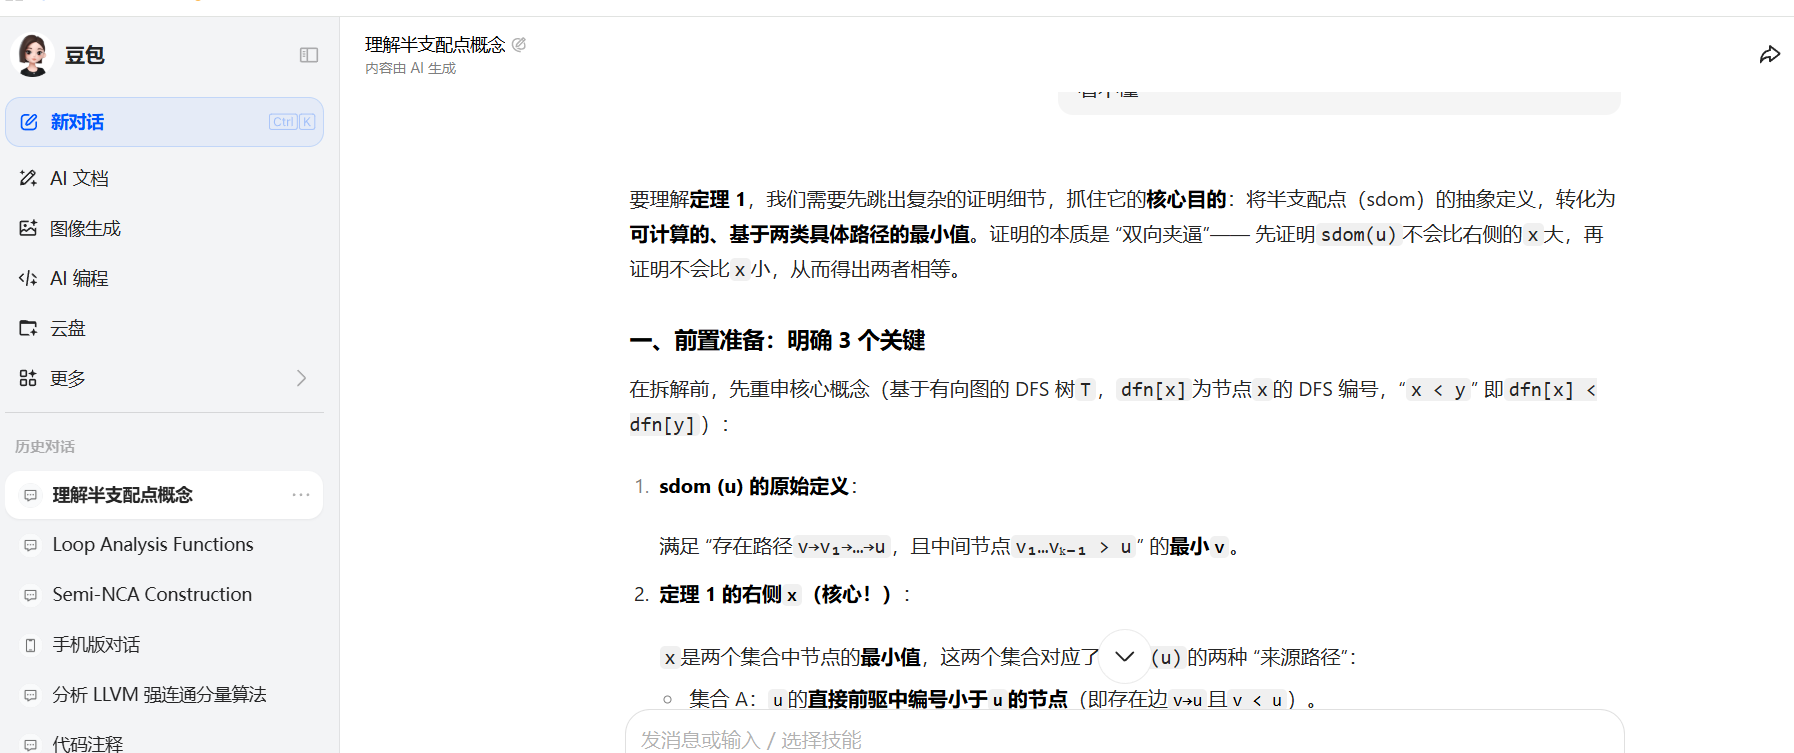 豆包
新对话
Ctrl K
AI 文档
图像生成
AI 编程
云盘
更多
历史对话
理解半支配点概念
Loop Analysis Functions
Semi-NCA Construction
手机版对话
分析 LLVM 强连通分量算法
代码注释
理解半支配点概念
内容由 AI 生成
要理解定理 1，我们需要先跳出复杂的证明细节，抓住它的核心目的：将半支配点（sdom）的抽象定义，转化为
可计算的、基于两类具体路径的最小值。证明的本质是 “双向夹逼”—— 先证明 sdom(u) 不会比右侧的 x 大，再
证明不会比 x 小，从而得出两者相等。
一、前置准备：明确 3 个关键
在拆解前，先重申核心概念（基于有向图的 DFS 树 T，dfn[x] 为节点 x 的 DFS 编号，“x < y” 即 dfn[x] <
dfn[y]）：
1. sdom (u) 的原始定义：
满足 “存在路径 v→v₁→…→u，且中间节点 v₁…vₖ₋₁ > u” 的最小 v。
2. 定理 1 的右侧 x（核心！）：
x 是两个集合中节点的最小值，这两个集合对应了 (u) 的两种 “来源路径”：
○ 集合 A：u 的直接前驱中编号小于 u 的节点（即存在边 v→u 且 v < u）。
发消息或输入 / 选择技能